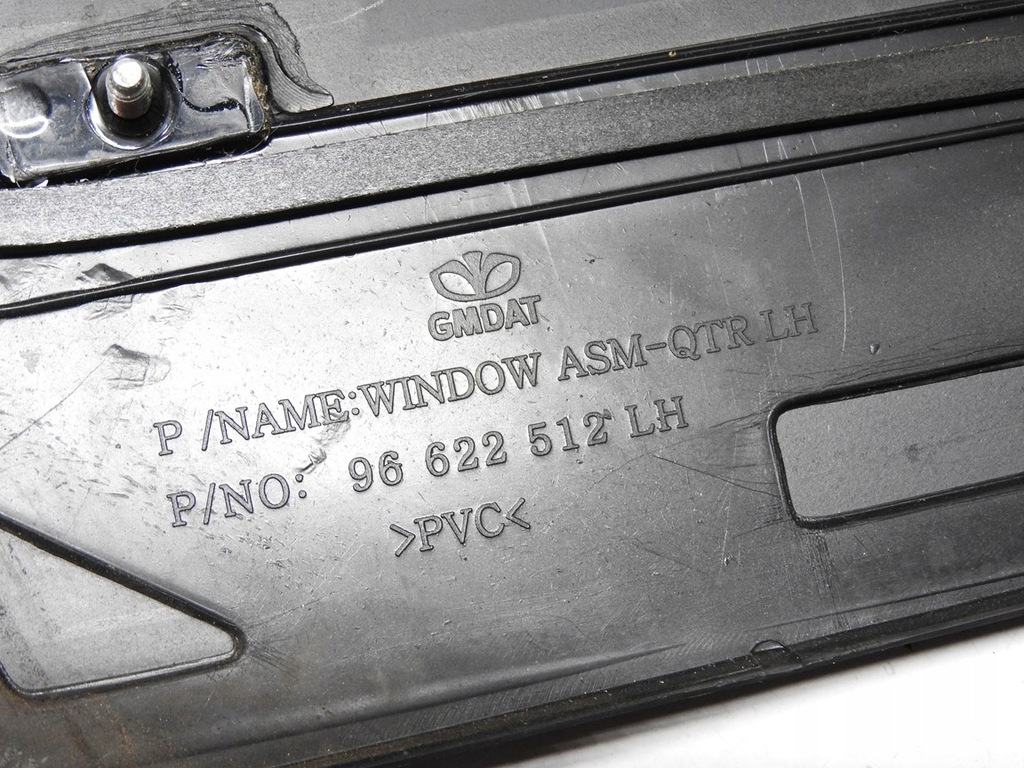 GMDAT
P /NAME:WINDOW ASM-QTR LH
P/NO: 96 622 512 LH
>PVC<